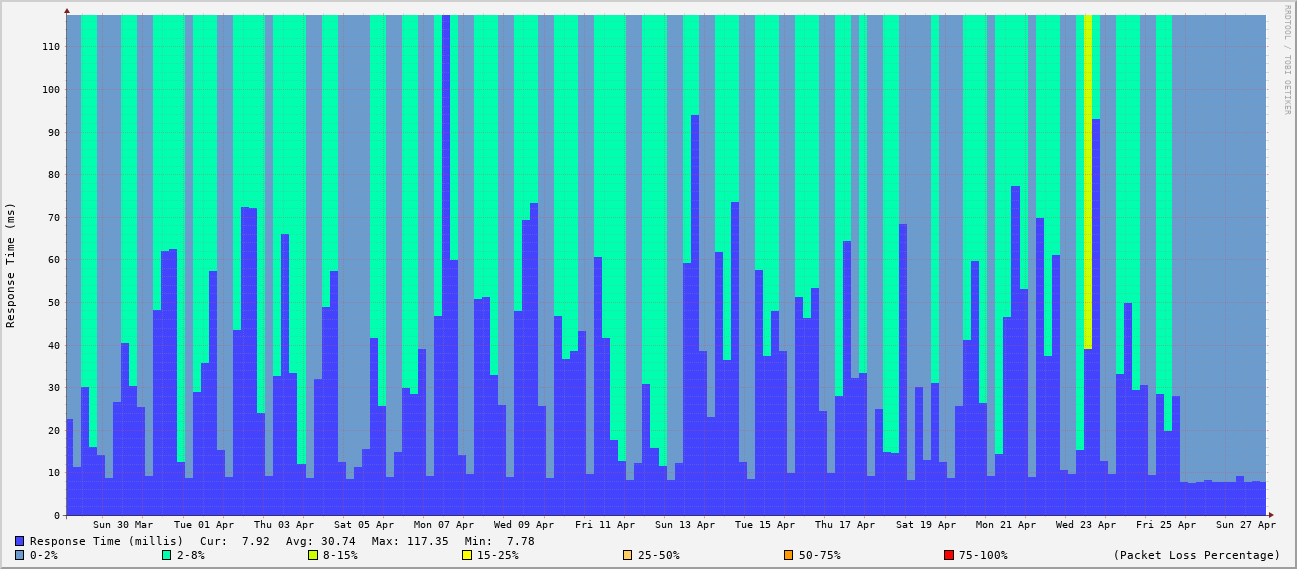 RRDTOOL / TOBI OETIKER
Response Time (ms)
110
100
90
80
70
60
50
40
30
20
10
0
Sun 30 Mar Tue 01 Apr Thu 03 Apr Sat 05 Apr Mon 07 Apr Wed 09 Apr Fri 11 Apr Sun 13 Apr Tue 15 Apr Thu 17 Apr Sat 19 Apr Mon 21 Apr Wed 23 Apr Fri 25 Apr Sun 27 Apr
Response Time (millis) Cur: 7.92 Avg: 30.74 Max: 117.35 Min: 7.78
0-2% 2-8% 8-15% 15-25% 25-50% 50-75% 75-100% (Packet Loss Percentage)